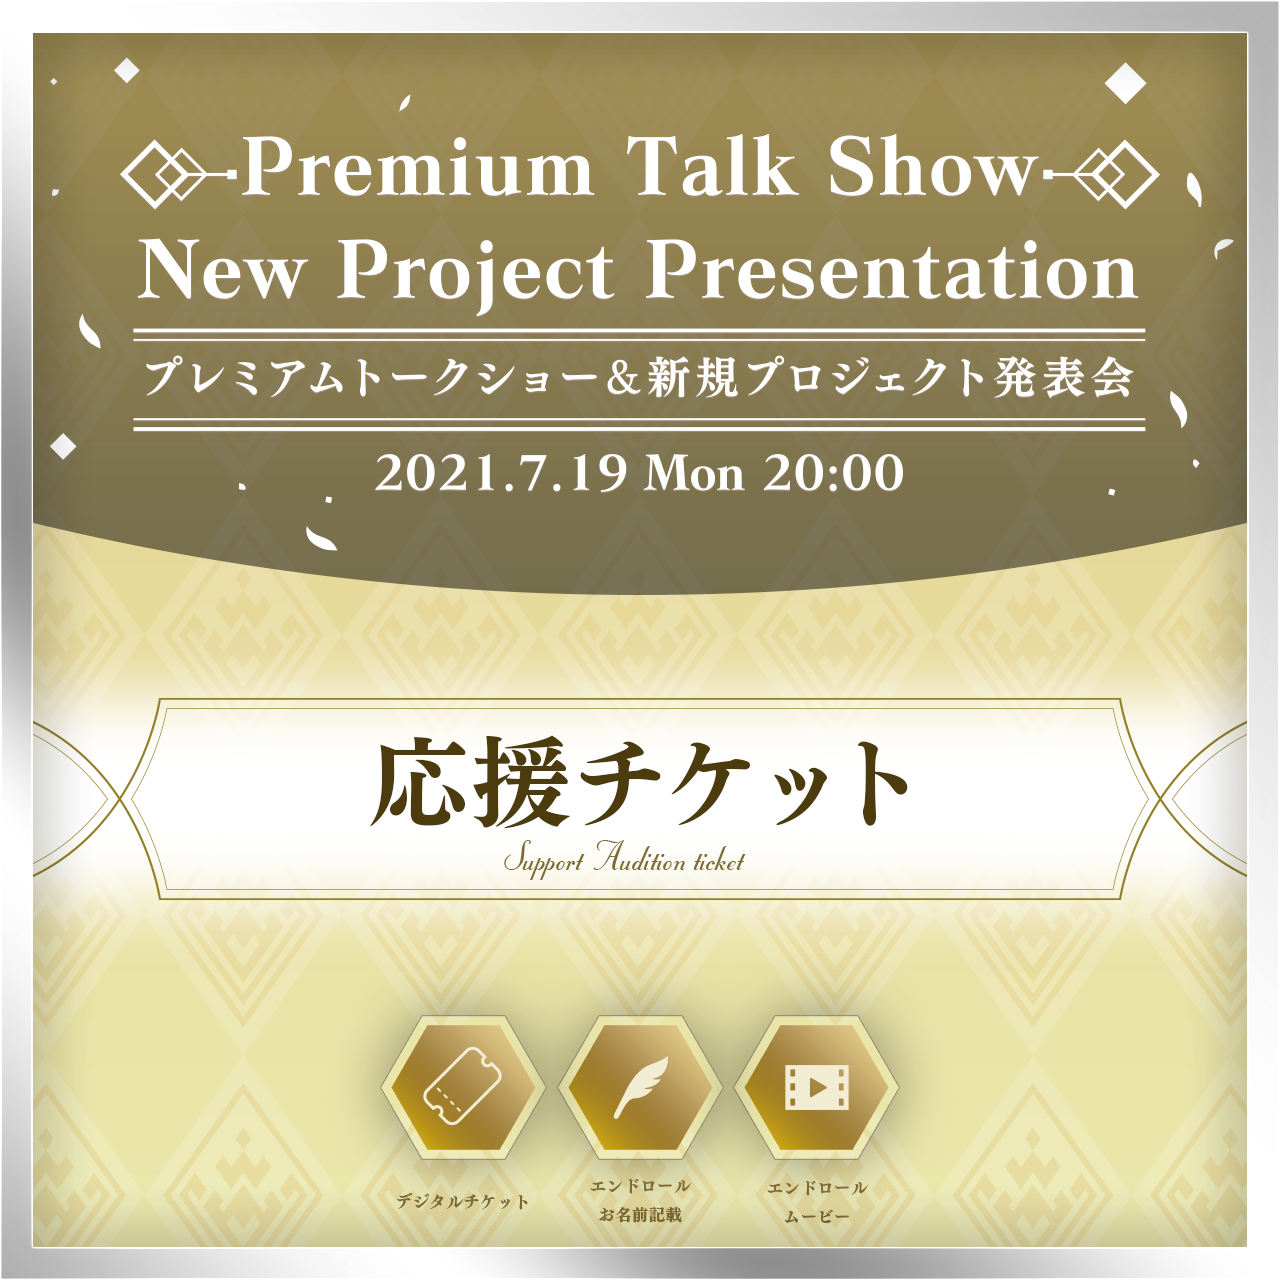 Premium Talk Show
New Project Presentation
プレミアムトークショー&新規プロジェクト発表会
2021.7.19 Mon 20:00
応援チケット
Support Audition ticket
デジタルチケット
エンドロール
お名前記載
エンドロール
ムービー